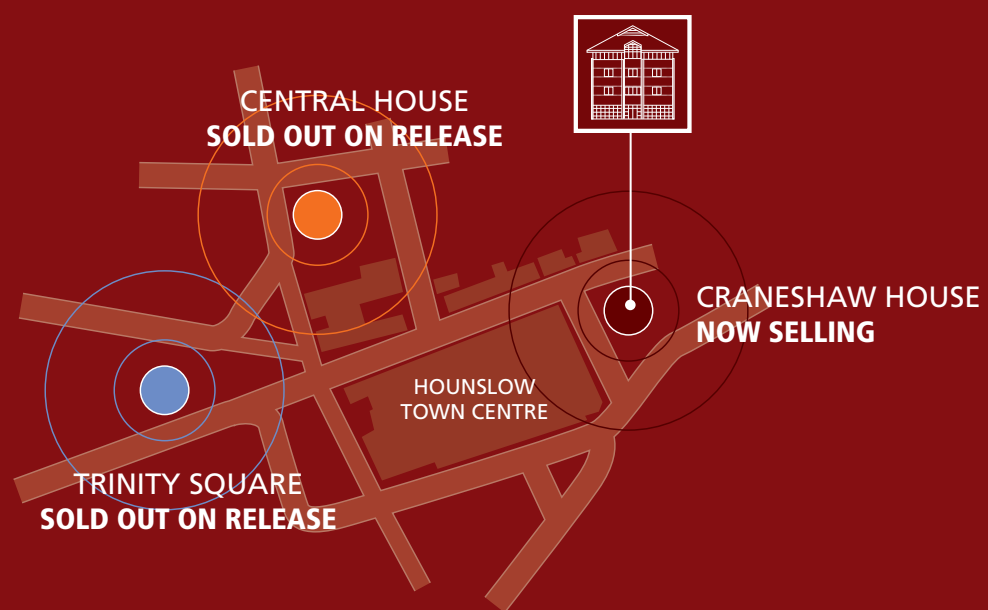 CENTRAL HOUSE
SOLD OUT ON RELEASE
CRANESHAW HOUSE
NOW SELLING
HOUNSLOW
TOWN CENTRE
TRINITY SQUARE
SOLD OUT ON RELEASE